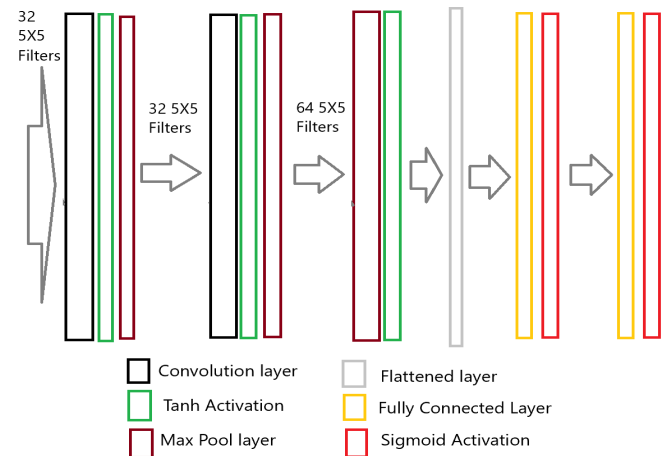 32
5X5
Filters
32 5X5
Filters
64 5X5
Filters
Convolution layer
Flattened layer
Tanh Activation
Fully Connected Layer
Max Pool layer
Sigmoid Activation